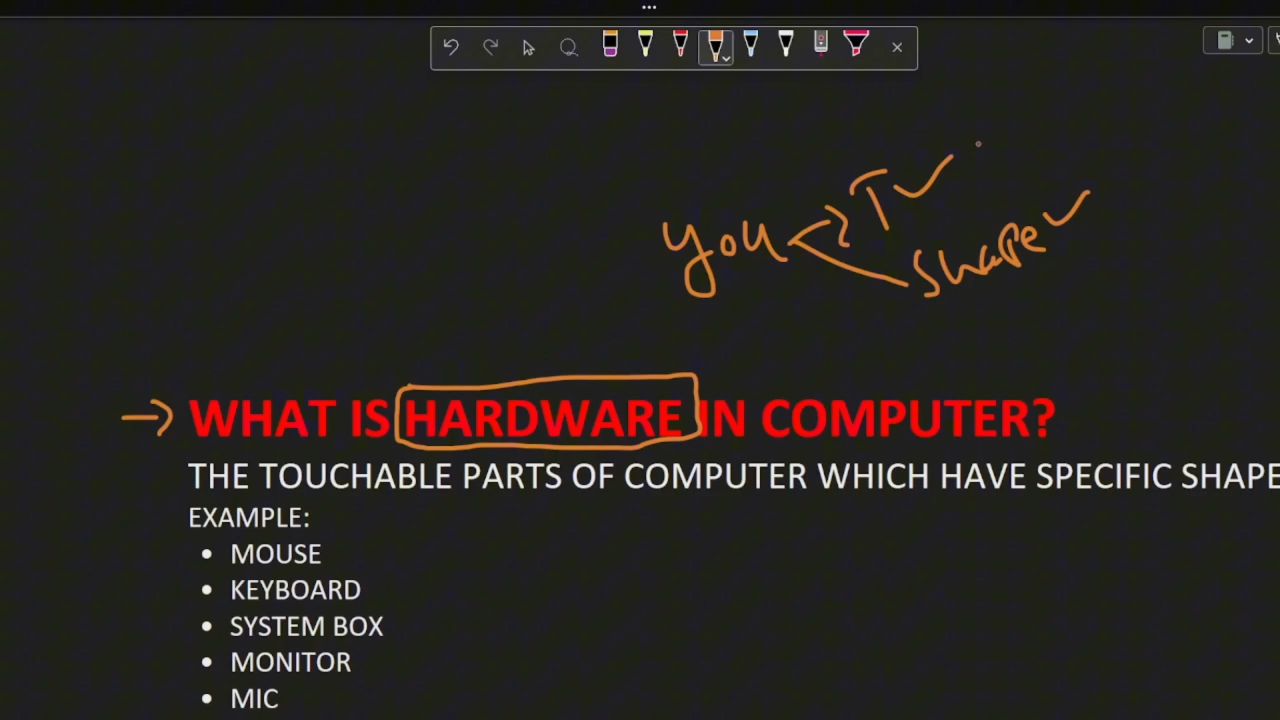 you T ✓
shape ✓
WHAT IS HARDWARE IN COMPUTER?
THE TOUCHABLE PARTS OF COMPUTER WHICH HAVE SPECIFIC SHAPE
EXAMPLE:
• MOUSE
• KEYBOARD
• SYSTEM BOX
• MONITOR
• MIC